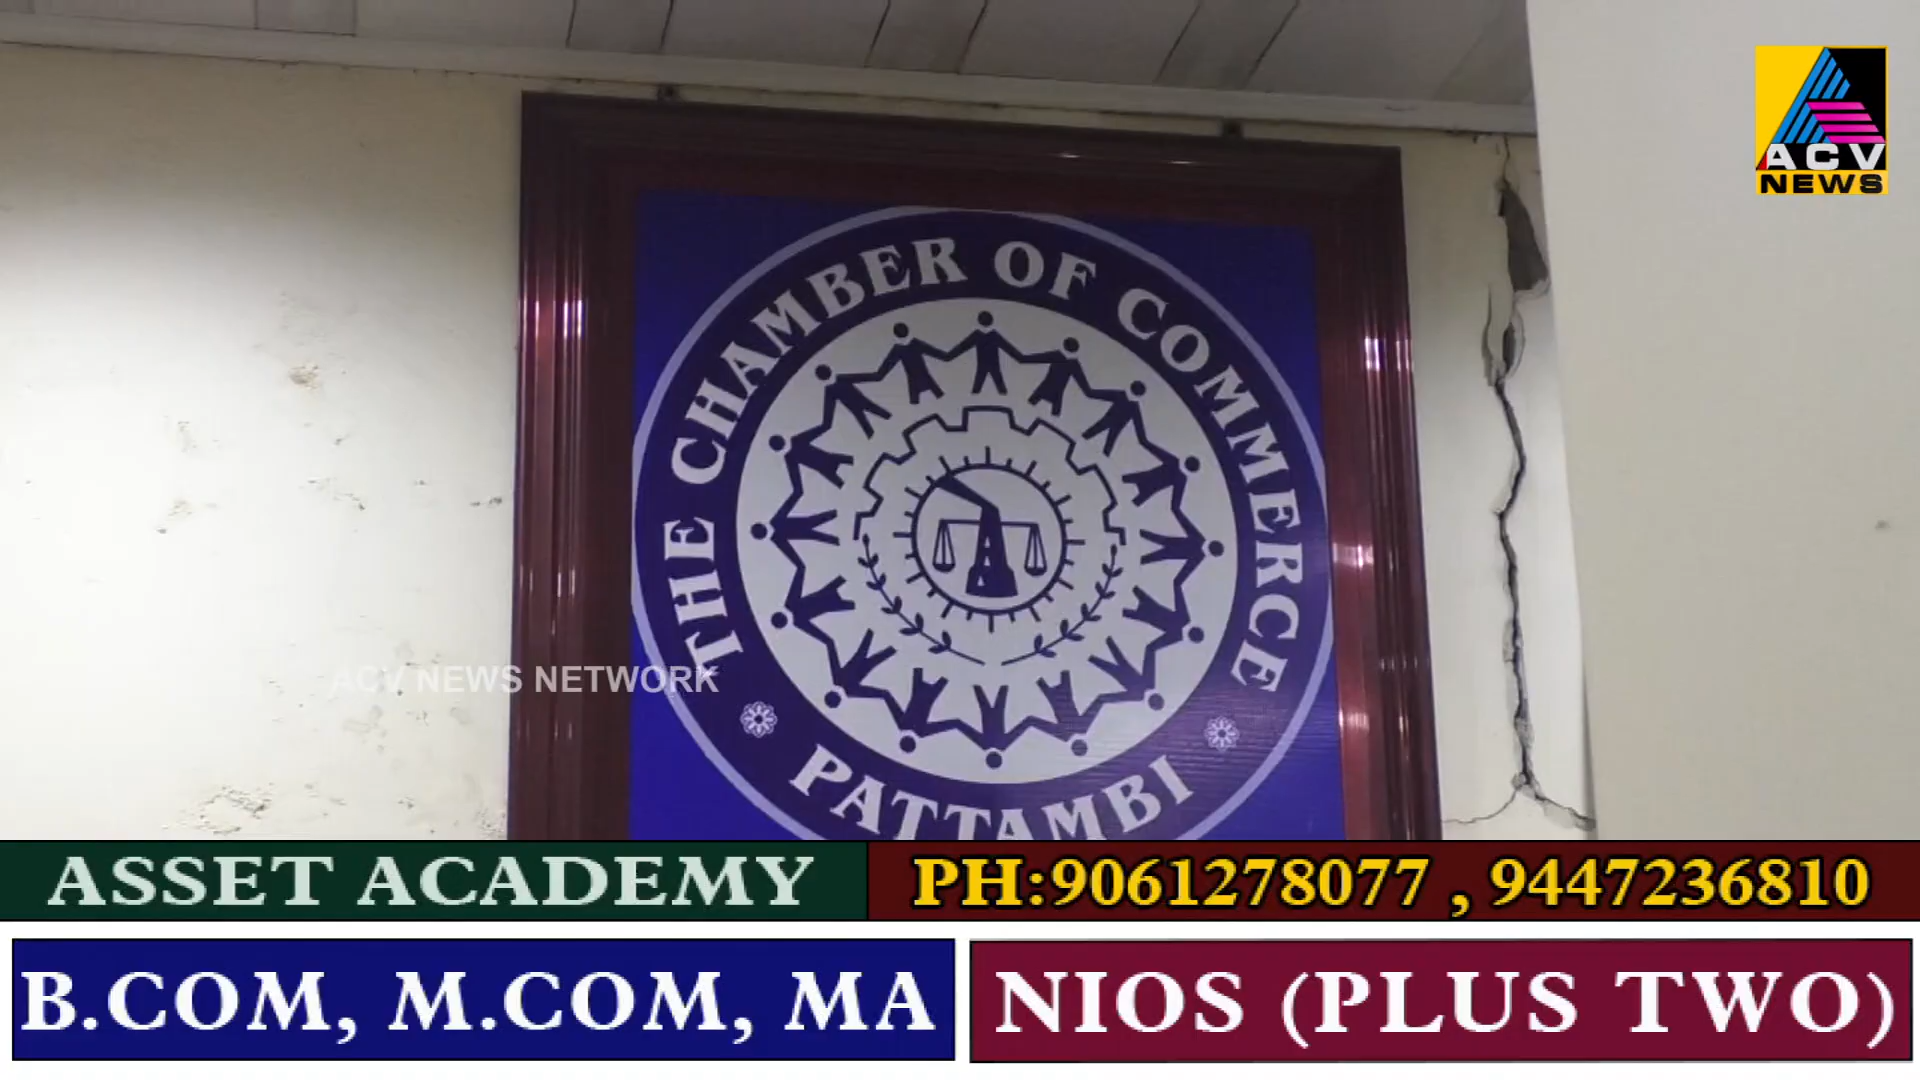 ACV
NEWS
THE CHAMBER OF COMMERCE
PATTAMBI
ACV NEWS NETWORK
ASSET ACADEMY
PH:9061278077 , 9447236810
B.COM, M.COM, MA
NIOS (PLUS TWO)